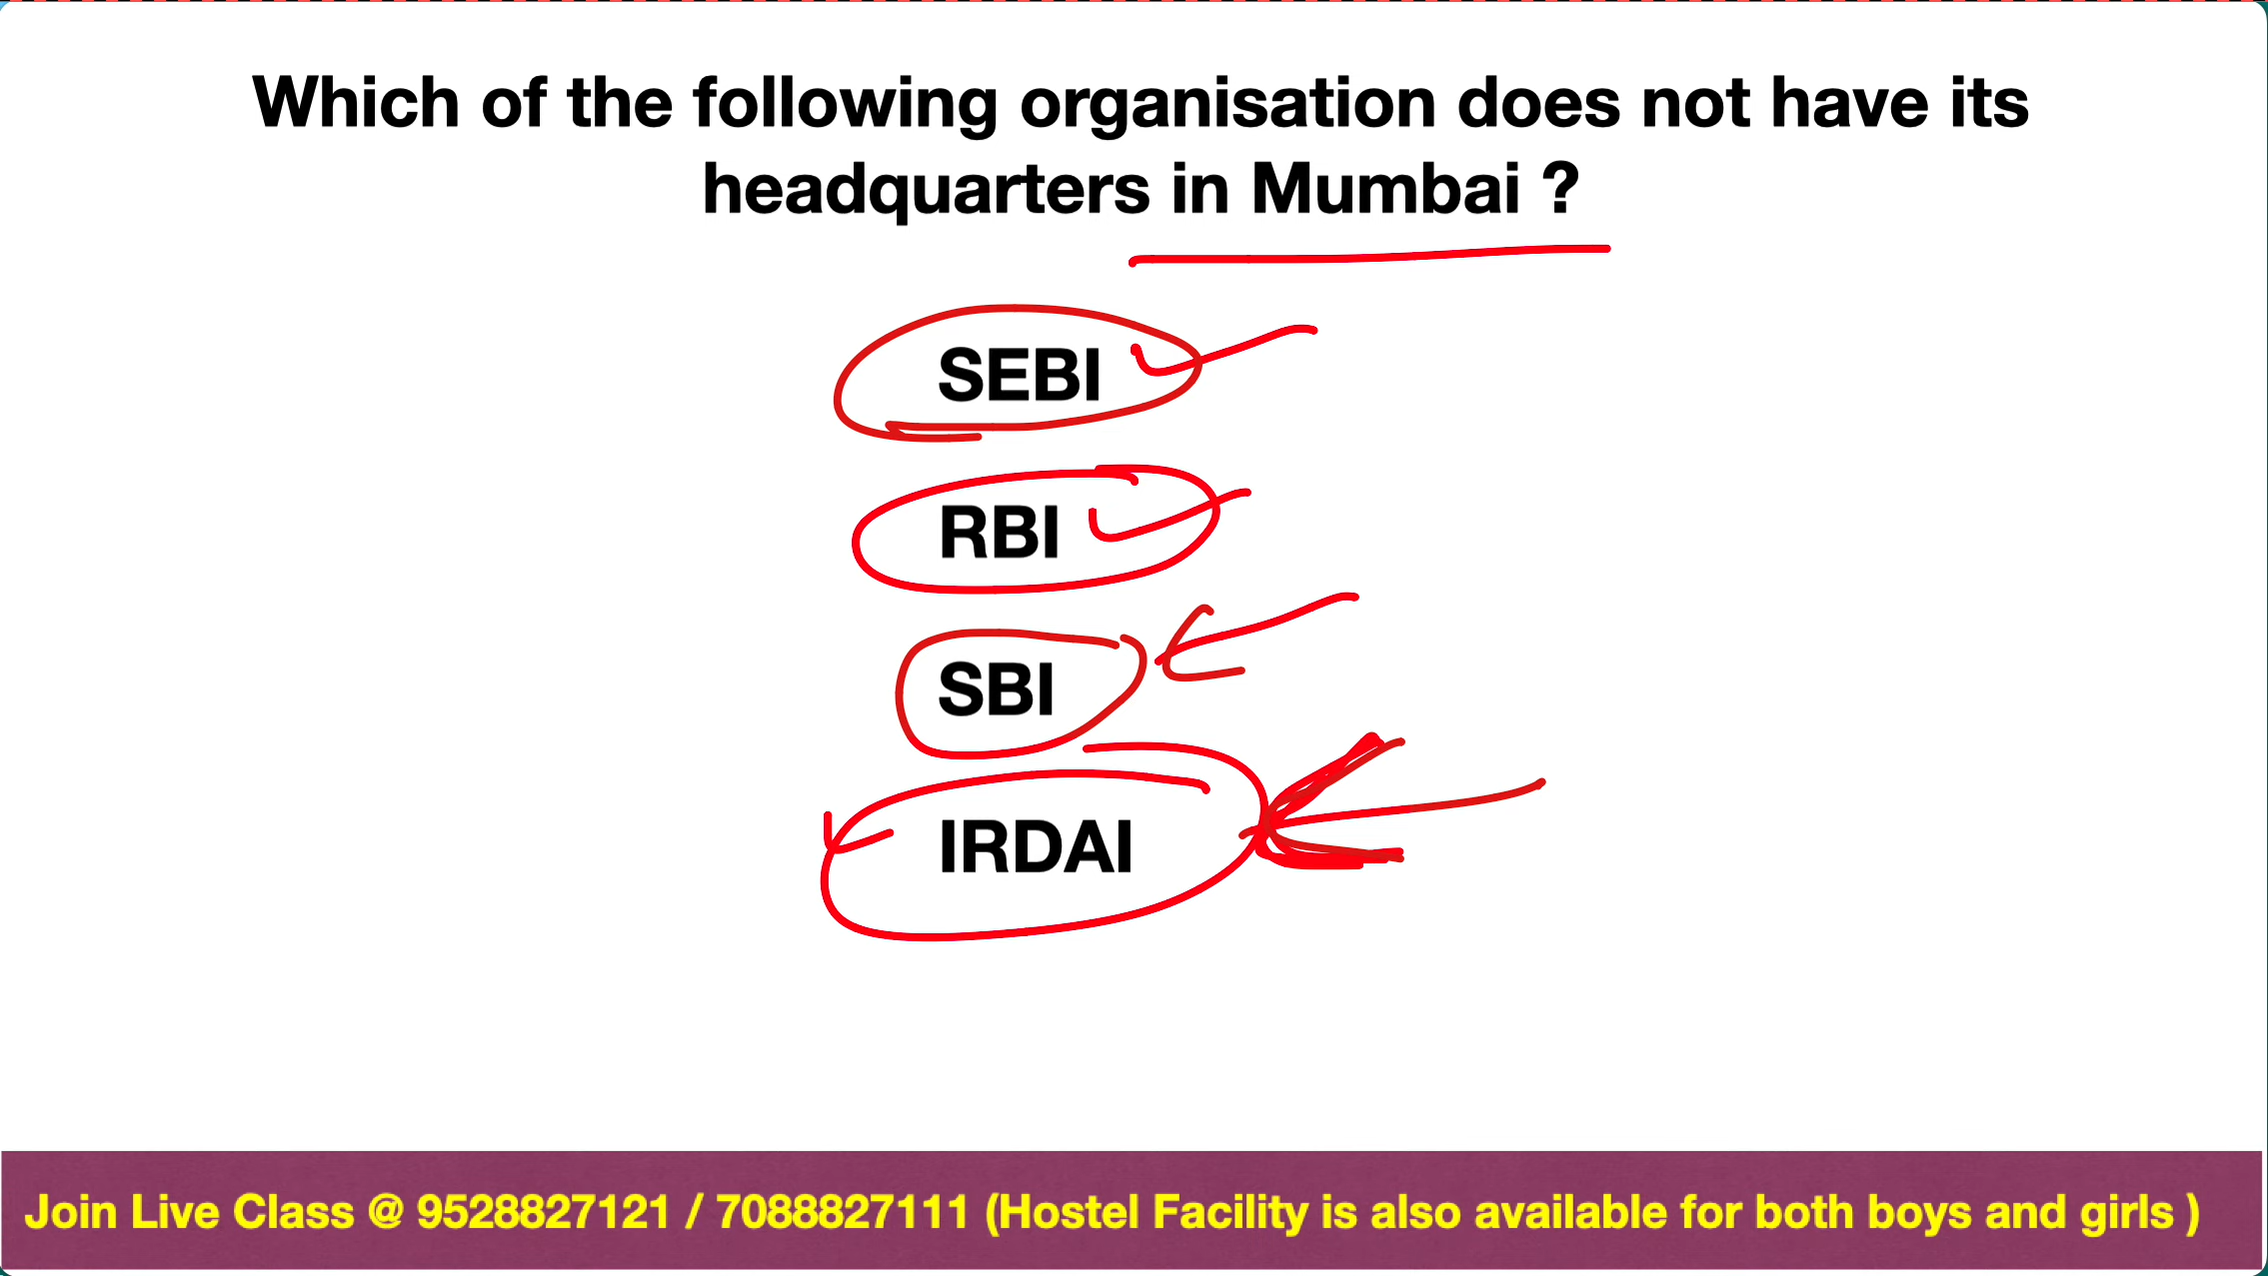 Which of the following organisation does not have its
headquarters in Mumbai ?
SEBI
RBI
SBI
IRDAI
Join Live Class @ 9528827121 / 7088827111 (Hostel Facility is also available for both boys and girls )